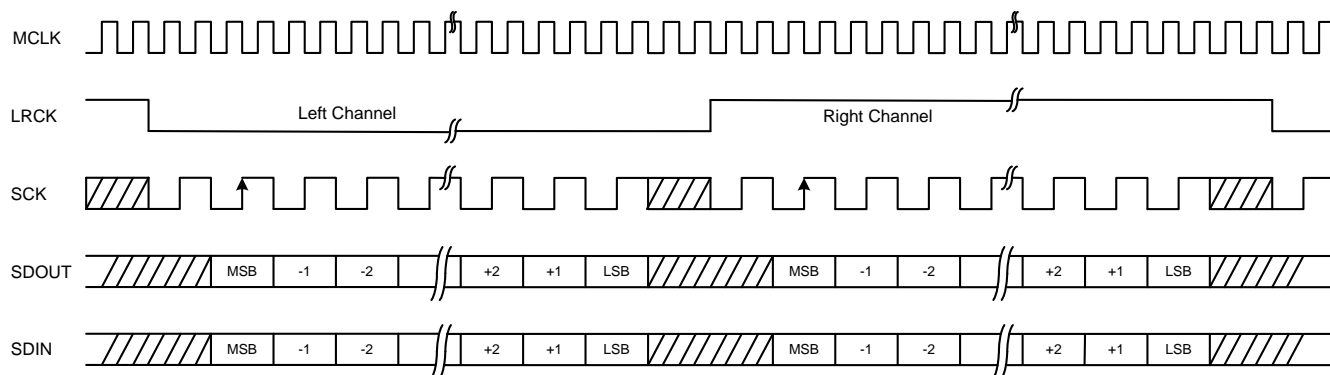 MCLK
LRCK
Left Channel
Right Channel
SCK
SDOUT
MSB -1 -2 +2 +1 LSB MSB -1 -2 +2 +1 LSB
SDIN
MSB -1 -2 +2 +1 LSB MSB -1 -2 +2 +1 LSB